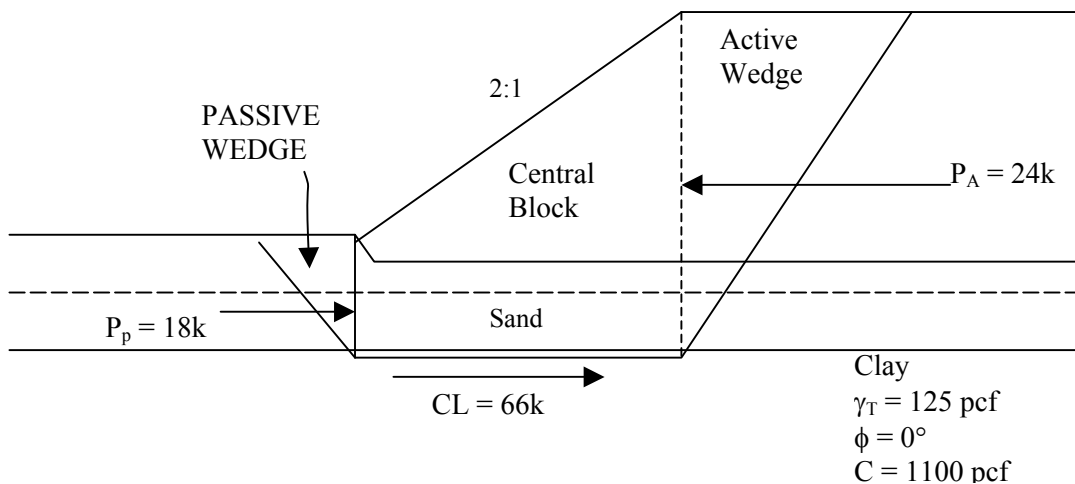 Active
Wedge
2:1
PASSIVE
WEDGE
Central
Block
P_A = 24k
P_p = 18k
Sand
CL = 66k
Clay
γ_T = 125 pcf
ϕ = 0°
C = 1100 pcf